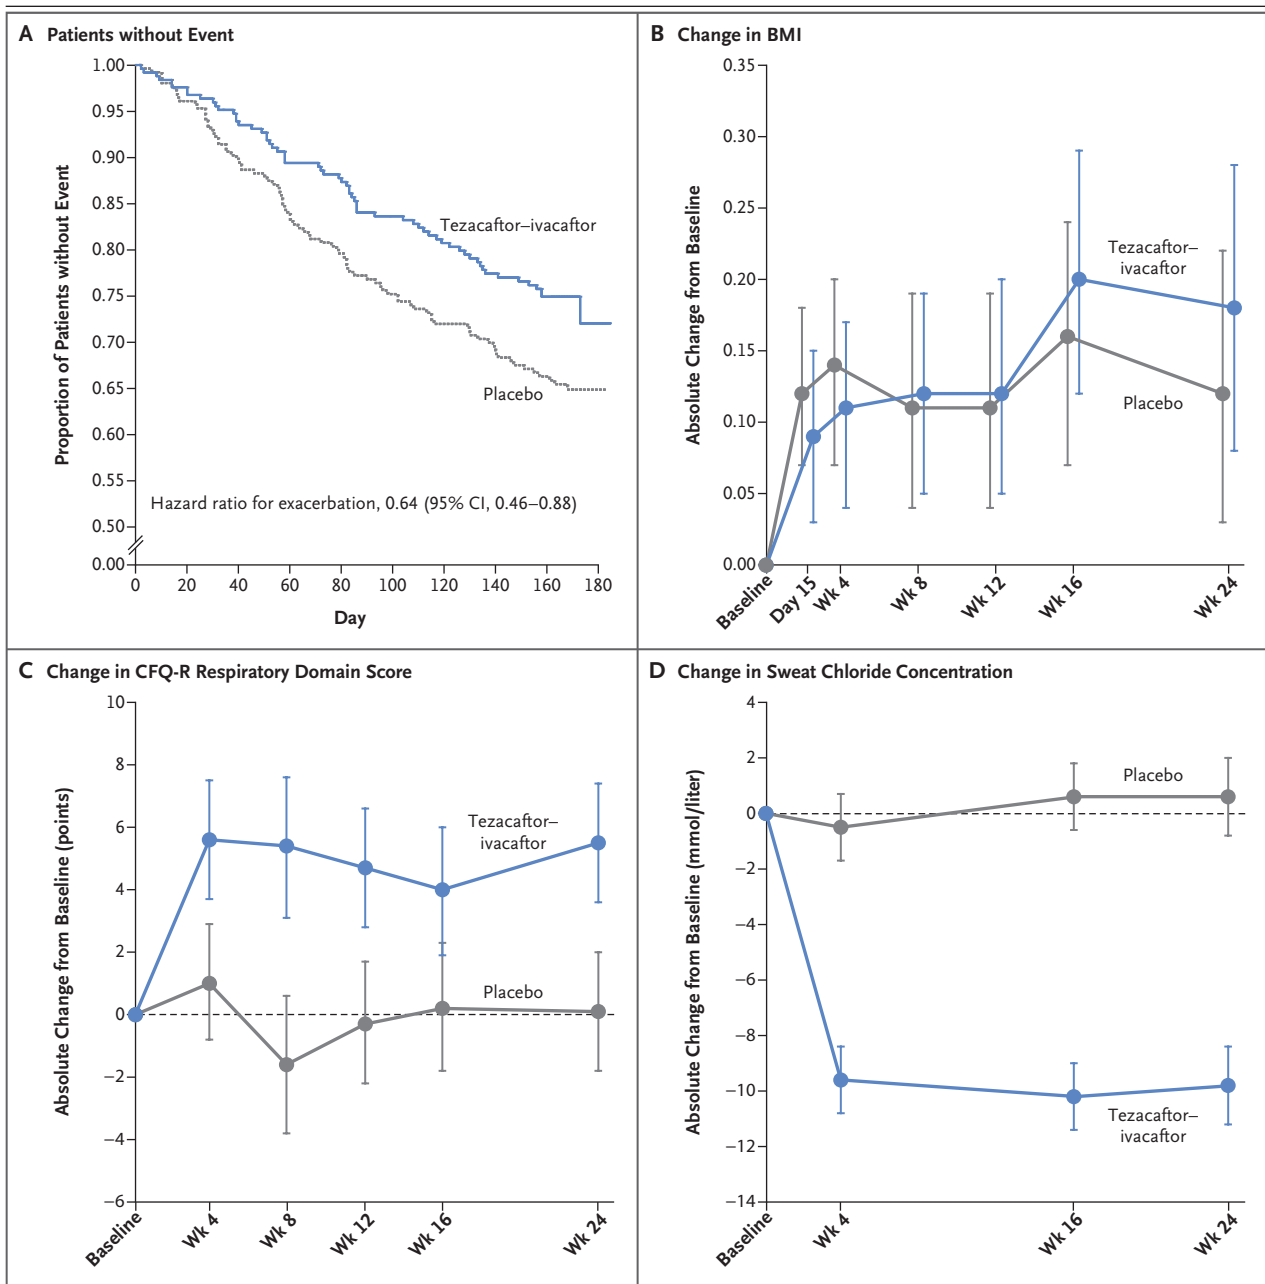 A Patients without Event
Proportion of Patients without Event
1.00
0.95
0.90
0.85
0.80
0.75
0.70
0.65
0.60
0.55
0.50
0.00
Tezacaftor–ivacaftor
Placebo
Hazard ratio for exacerbation, 0.64 (95% CI, 0.46–0.88)
0 20 40 60 80 100 120 140 160 180
Day
B Change in BMI
Absolute Change from Baseline
0.35
0.30
0.25
0.20
0.15
0.10
0.05
0.00
Tezacaftor–
ivacaftor
Placebo
Baseline Day 15 Wk 4 Wk 8 Wk 12 Wk 16 Wk 24
C Change in CFQ-R Respiratory Domain Score
Absolute Change from Baseline (points)
10
8
6
4
2
0
−2
−4
−6
Tezacaftor–
ivacaftor
Placebo
Baseline Wk 4 Wk 8 Wk 12 Wk 16 Wk 24
D Change in Sweat Chloride Concentration
Absolute Change from Baseline (mmol/liter)
4
2
0
−2
−4
−6
−8
−10
−12
−14
Placebo
Tezacaftor–
ivacaftor
Baseline Wk 4 Wk 16 Wk 24